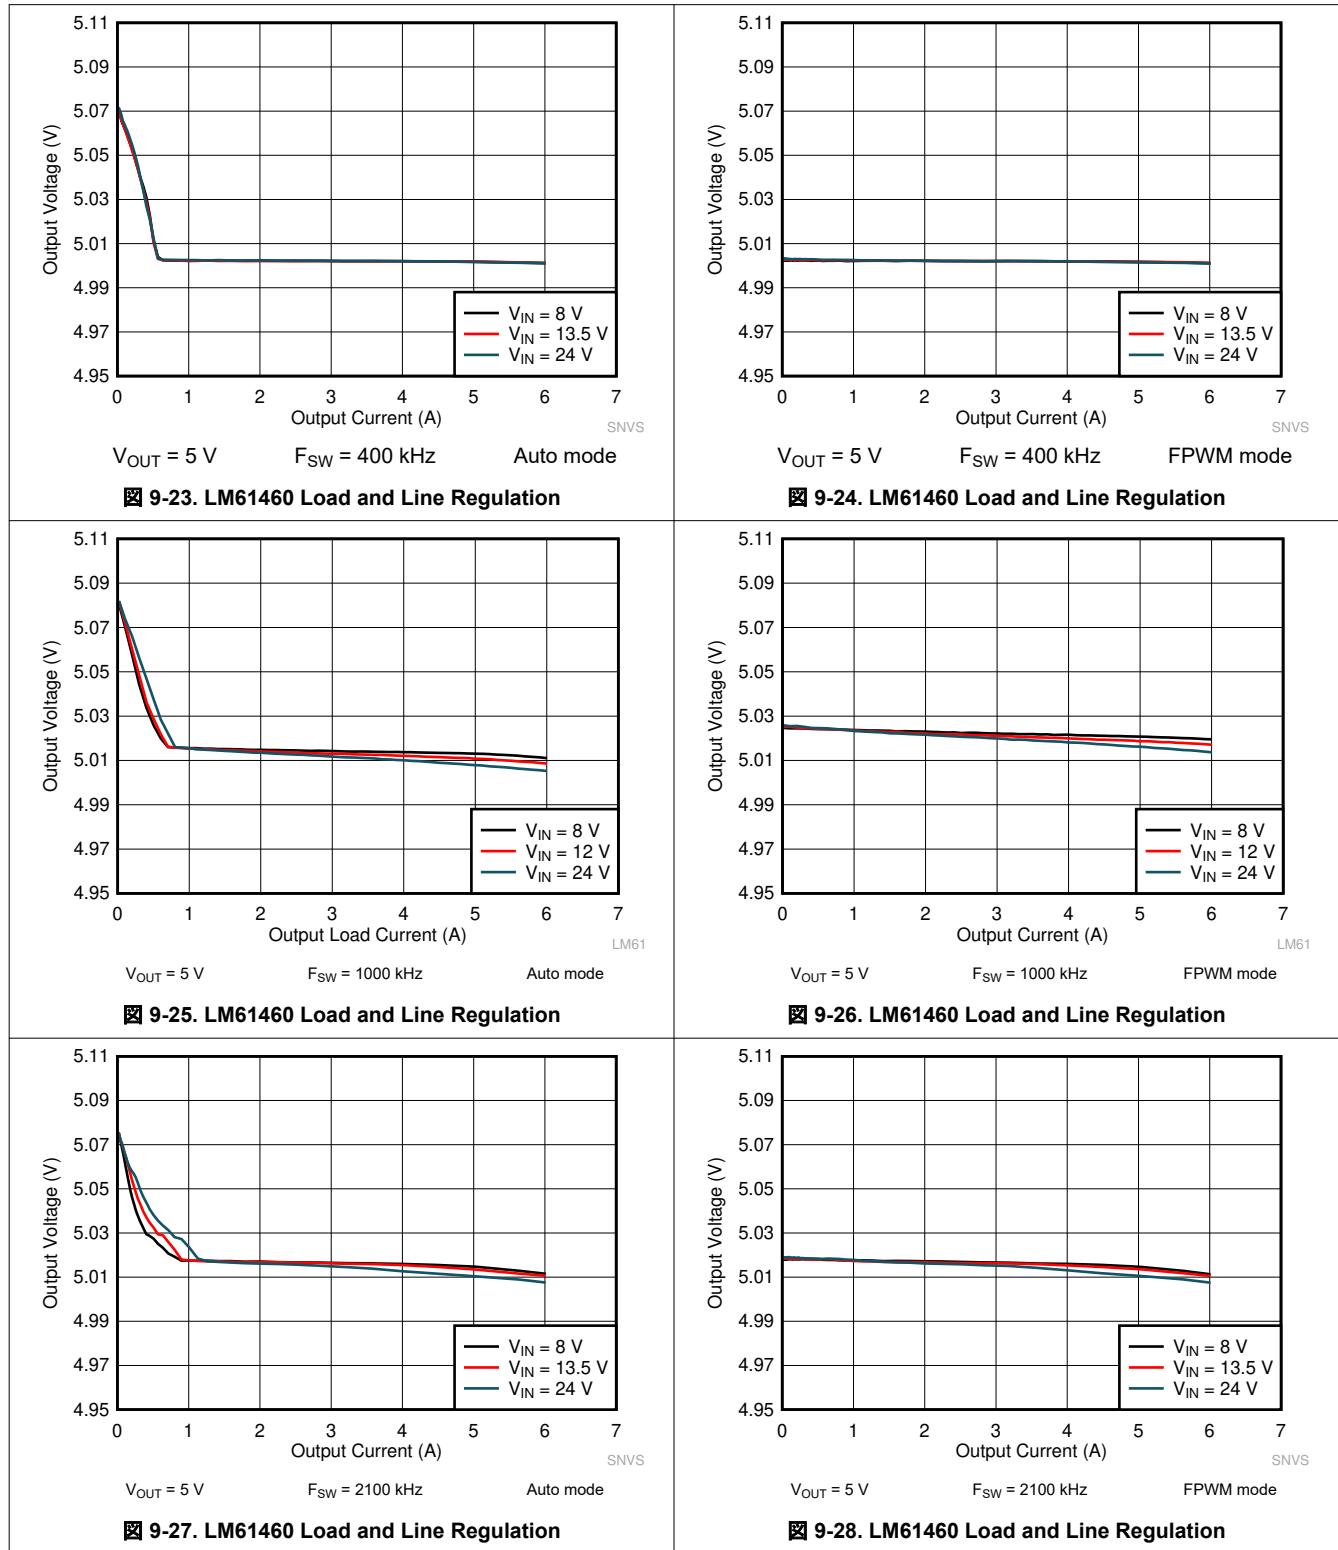 5.11
5.09
5.07
5.05
5.03
5.01
4.99
4.97
4.95
Output Voltage (V)
0 1 2 3 4 5 6 7
Output Current (A)
VIN = 8 V
VIN = 13.5 V
VIN = 24 V
SNVS
VOUT = 5 V FSW = 400 kHz Auto mode
図 9-23. LM61460 Load and Line Regulation
5.11
5.09
5.07
5.05
5.03
5.01
4.99
4.97
4.95
Output Voltage (V)
0 1 2 3 4 5 6 7
Output Current (A)
VIN = 8 V
VIN = 13.5 V
VIN = 24 V
SNVS
VOUT = 5 V FSW = 400 kHz FPWM mode
図 9-24. LM61460 Load and Line Regulation
5.11
5.09
5.07
5.05
5.03
5.01
4.99
4.97
4.95
Output Voltage (V)
0 1 2 3 4 5 6 7
Output Load Current (A)
VIN = 8 V
VIN = 12 V
VIN = 24 V
LM61
VOUT = 5 V FSW = 1000 kHz Auto mode
図 9-25. LM61460 Load and Line Regulation
5.11
5.09
5.07
5.05
5.03
5.01
4.99
4.97
4.95
Output Voltage (V)
0 1 2 3 4 5 6 7
Output Current (A)
VIN = 8 V
VIN = 12 V
VIN = 24 V
LM61
VOUT = 5 V FSW = 1000 kHz FPWM mode
図 9-26. LM61460 Load and Line Regulation
5.11
5.09
5.07
5.05
5.03
5.01
4.99
4.97
4.95
Output Voltage (V)
0 1 2 3 4 5 6 7
Output Current (A)
VIN = 8 V
VIN = 13.5 V
VIN = 24 V
SNVS
VOUT = 5 V FSW = 2100 kHz Auto mode
図 9-27. LM61460 Load and Line Regulation
5.11
5.09
5.07
5.05
5.03
5.01
4.99
4.97
4.95
Output Voltage (V)
0 1 2 3 4 5 6 7
Output Current (A)
VIN = 8 V
VIN = 13.5 V
VIN = 24 V
SNVS
VOUT = 5 V FSW = 2100 kHz FPWM mode
図 9-28. LM61460 Load and Line Regulation